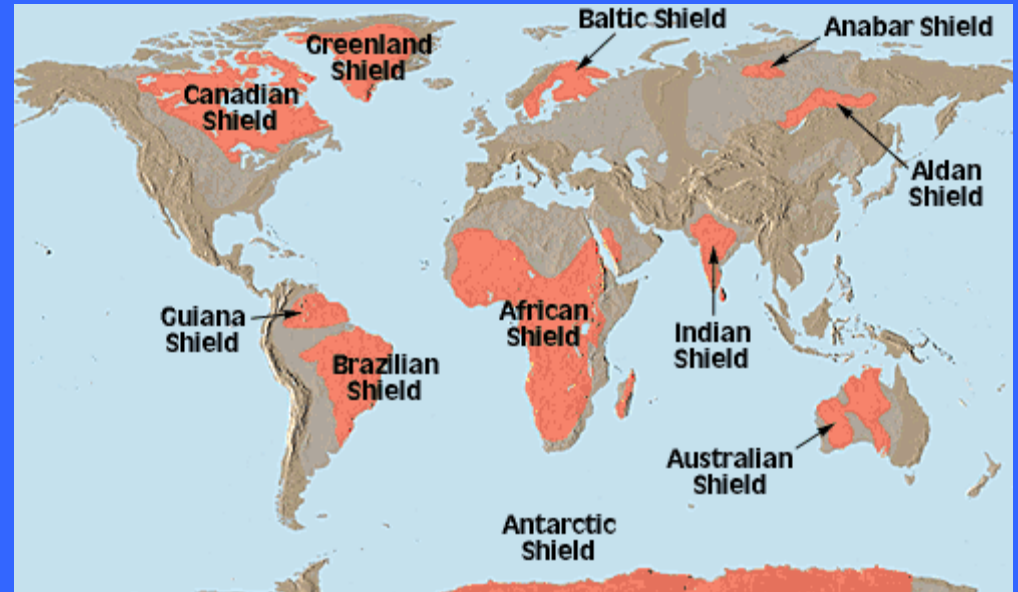 Baltic Shield
Anabar Shield
Greenland
Shield
Canadian
Shield
Aldan
Shield
Guiana
Shield
African
Shield
Indian
Shield
Brazilian
Shield
Australian
Shield
Antarctic
Shield